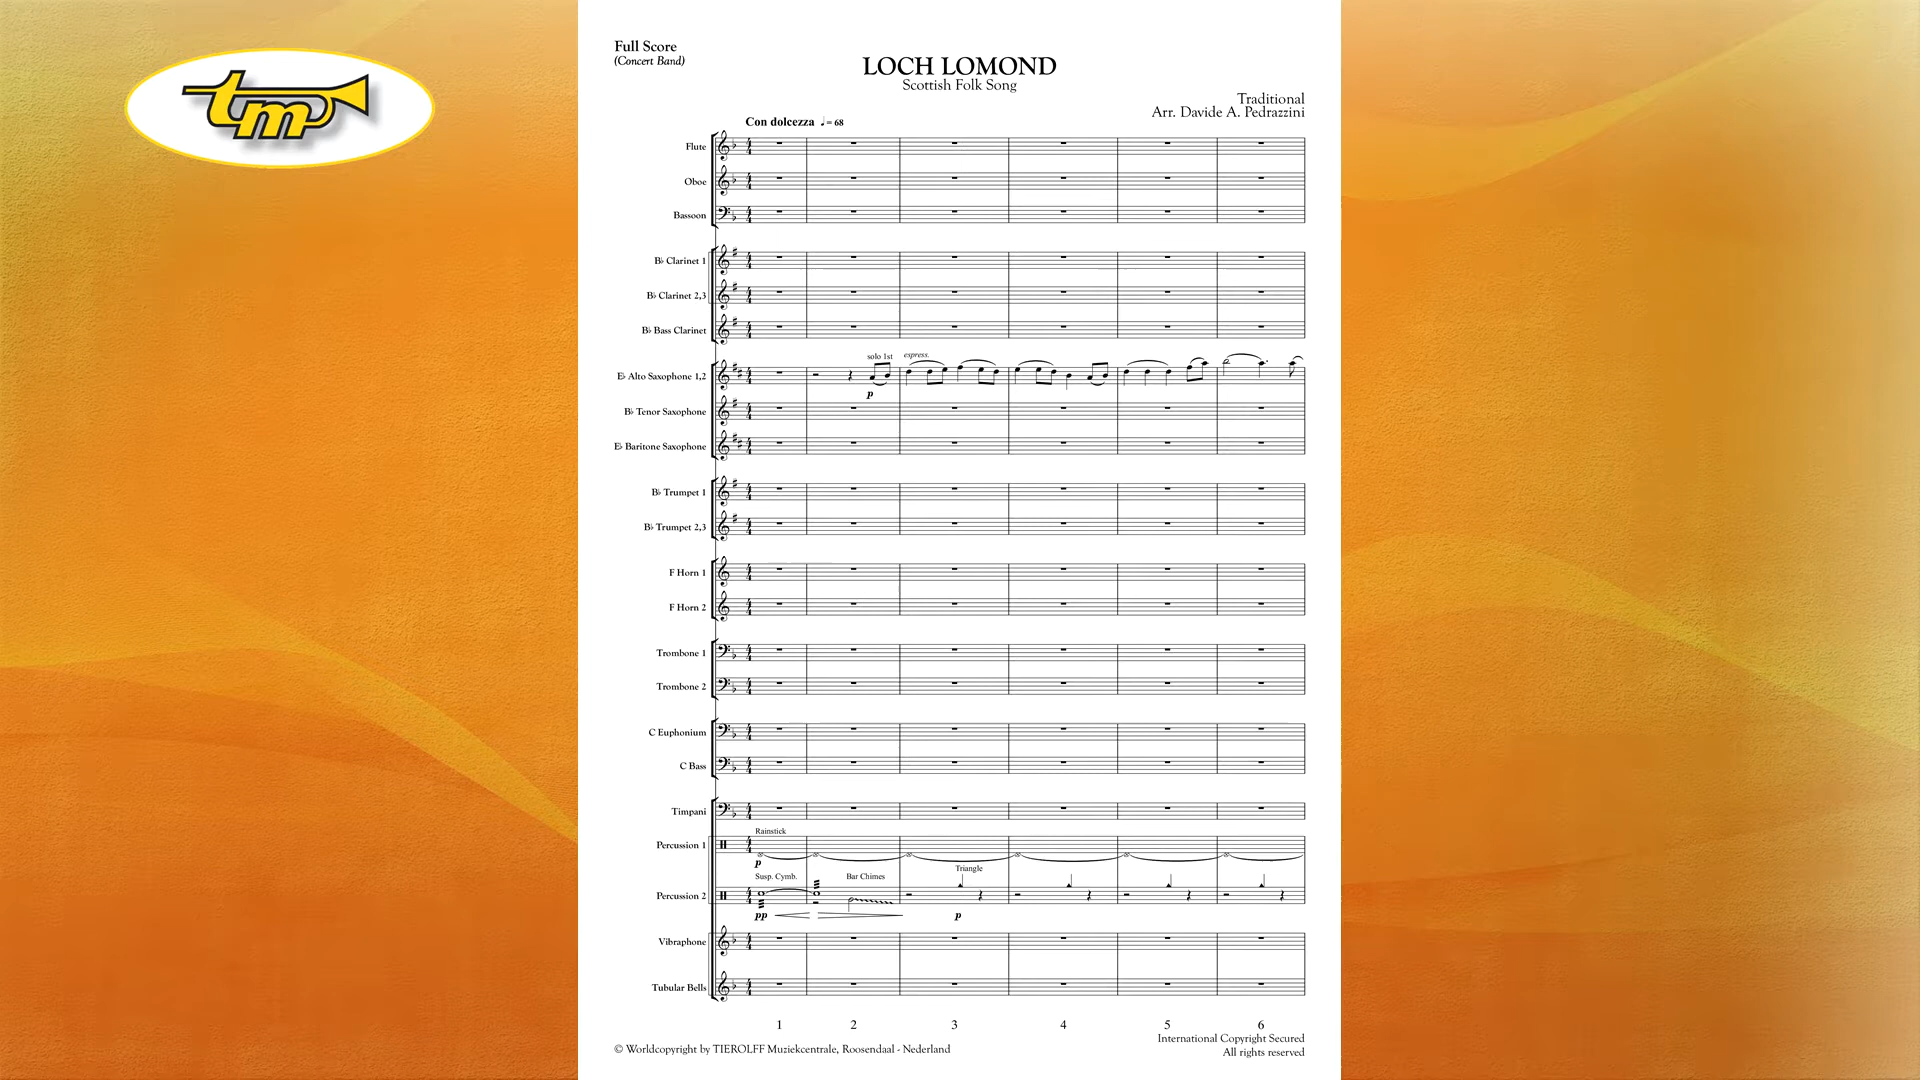 tm
Full Score
(Concert Band)
LOCH LOMOND
Scottish Folk Song
Traditional
Arr. Davide A. Pedrazzini
Con dolcezza ♩= 68
Flute
Oboe
Bassoon
B♭ Clarinet 1
B♭ Clarinet 2,3
B♭ Bass Clarinet
solo 1st espress.
E♭ Alto Saxophone 1,2
p
B♭ Tenor Saxophone
E♭ Baritone Saxophone
B♭ Trumpet 1
B♭ Trumpet 2,3
F Horn 1
F Horn 2
Trombone 1
Trombone 2
C Euphonium
C Bass
Timpani
Rainstick
Percussion 1
p
Susp. Cymb. Bar Chimes Triangle
Percussion 2
pp p
Vibraphone
Tubular Bells
1 2 3 4 5 6
International Copyright Secured
© Worldcopyright by TIEROLFF Muziekcentrale, Roosendaal - Nederland
All rights reserved